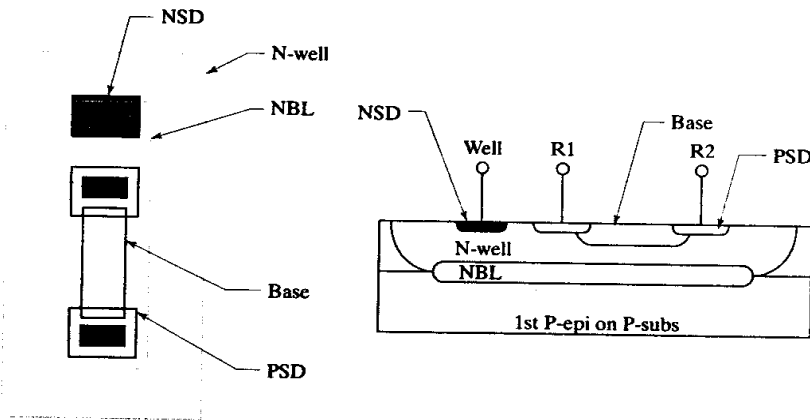 NSD
N-well
NBL
Base
PSD
NSD
Well
R1
Base
R2
PSD
N-well
NBL
1st P-epi on P-subs